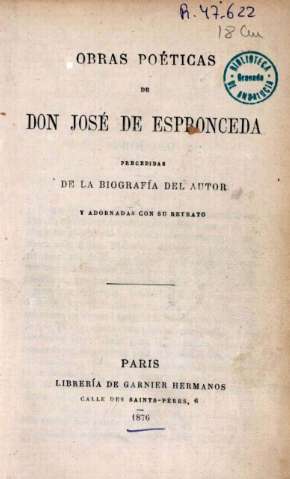 R.47.622
18 cm
BIBLIOTECA
Granada
DE ANDALUCIA
OBRAS POÉTICAS
DE
DON JOSÉ DE ESPRONCEDA
PRECEDIDAS
DE LA BIOGRAFÍA DEL AUTOR
Y ADORNADAS CON SU RETRATO
PARIS
LIBRERÍA DE GARNIER HERMANOS
CALLE DES SAINTS-PÈRES, 6
1876